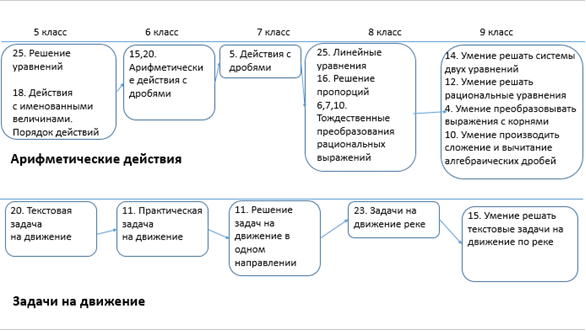 5 класс
6 класс
7 класс
8 класс
9 класс
25. Решение
уравнений
18. Действия
с именованными
величинами.
Порядок действий
15,20.
Арифметически
е действия с
дробями
5. Действия с
дробями
25. Линейные
уравнения
16. Решение
пропорций
6,7,10.
Тождественные
преобразования
рациональных
выражений
14. Умение решать системы
двух уравнений
12. Умение решать
рациональные уравнения
4. Умение преобразовывать
выражения с корнями
10. Умение производить
сложение и вычитание
алгебраических дробей
Арифметические действия
20. Текстовая
задача
на движение
11. Практическая
задача
на движение
11. Решение
задач на
движение в
одном
направлении
23. Задачи на
движение реке
15. Умение решать
текстовые задачи на
движение по реке
Задачи на движение